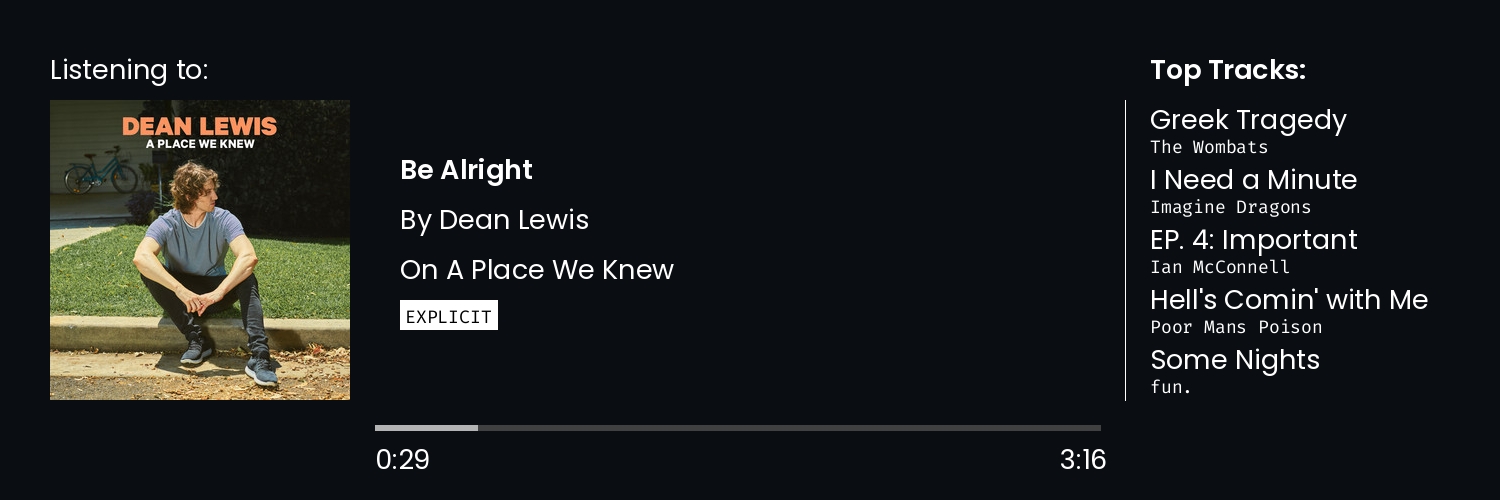 Listening to:
DEAN LEWIS
A PLACE WE KNEW
Be Alright
By Dean Lewis
On A Place We Knew
EXPLICIT
0:29
3:16
Top Tracks:
Greek Tragedy
The Wombats
I Need a Minute
Imagine Dragons
EP. 4: Important
Ian McConnell
Hell's Comin' with Me
Poor Mans Poison
Some Nights
fun.